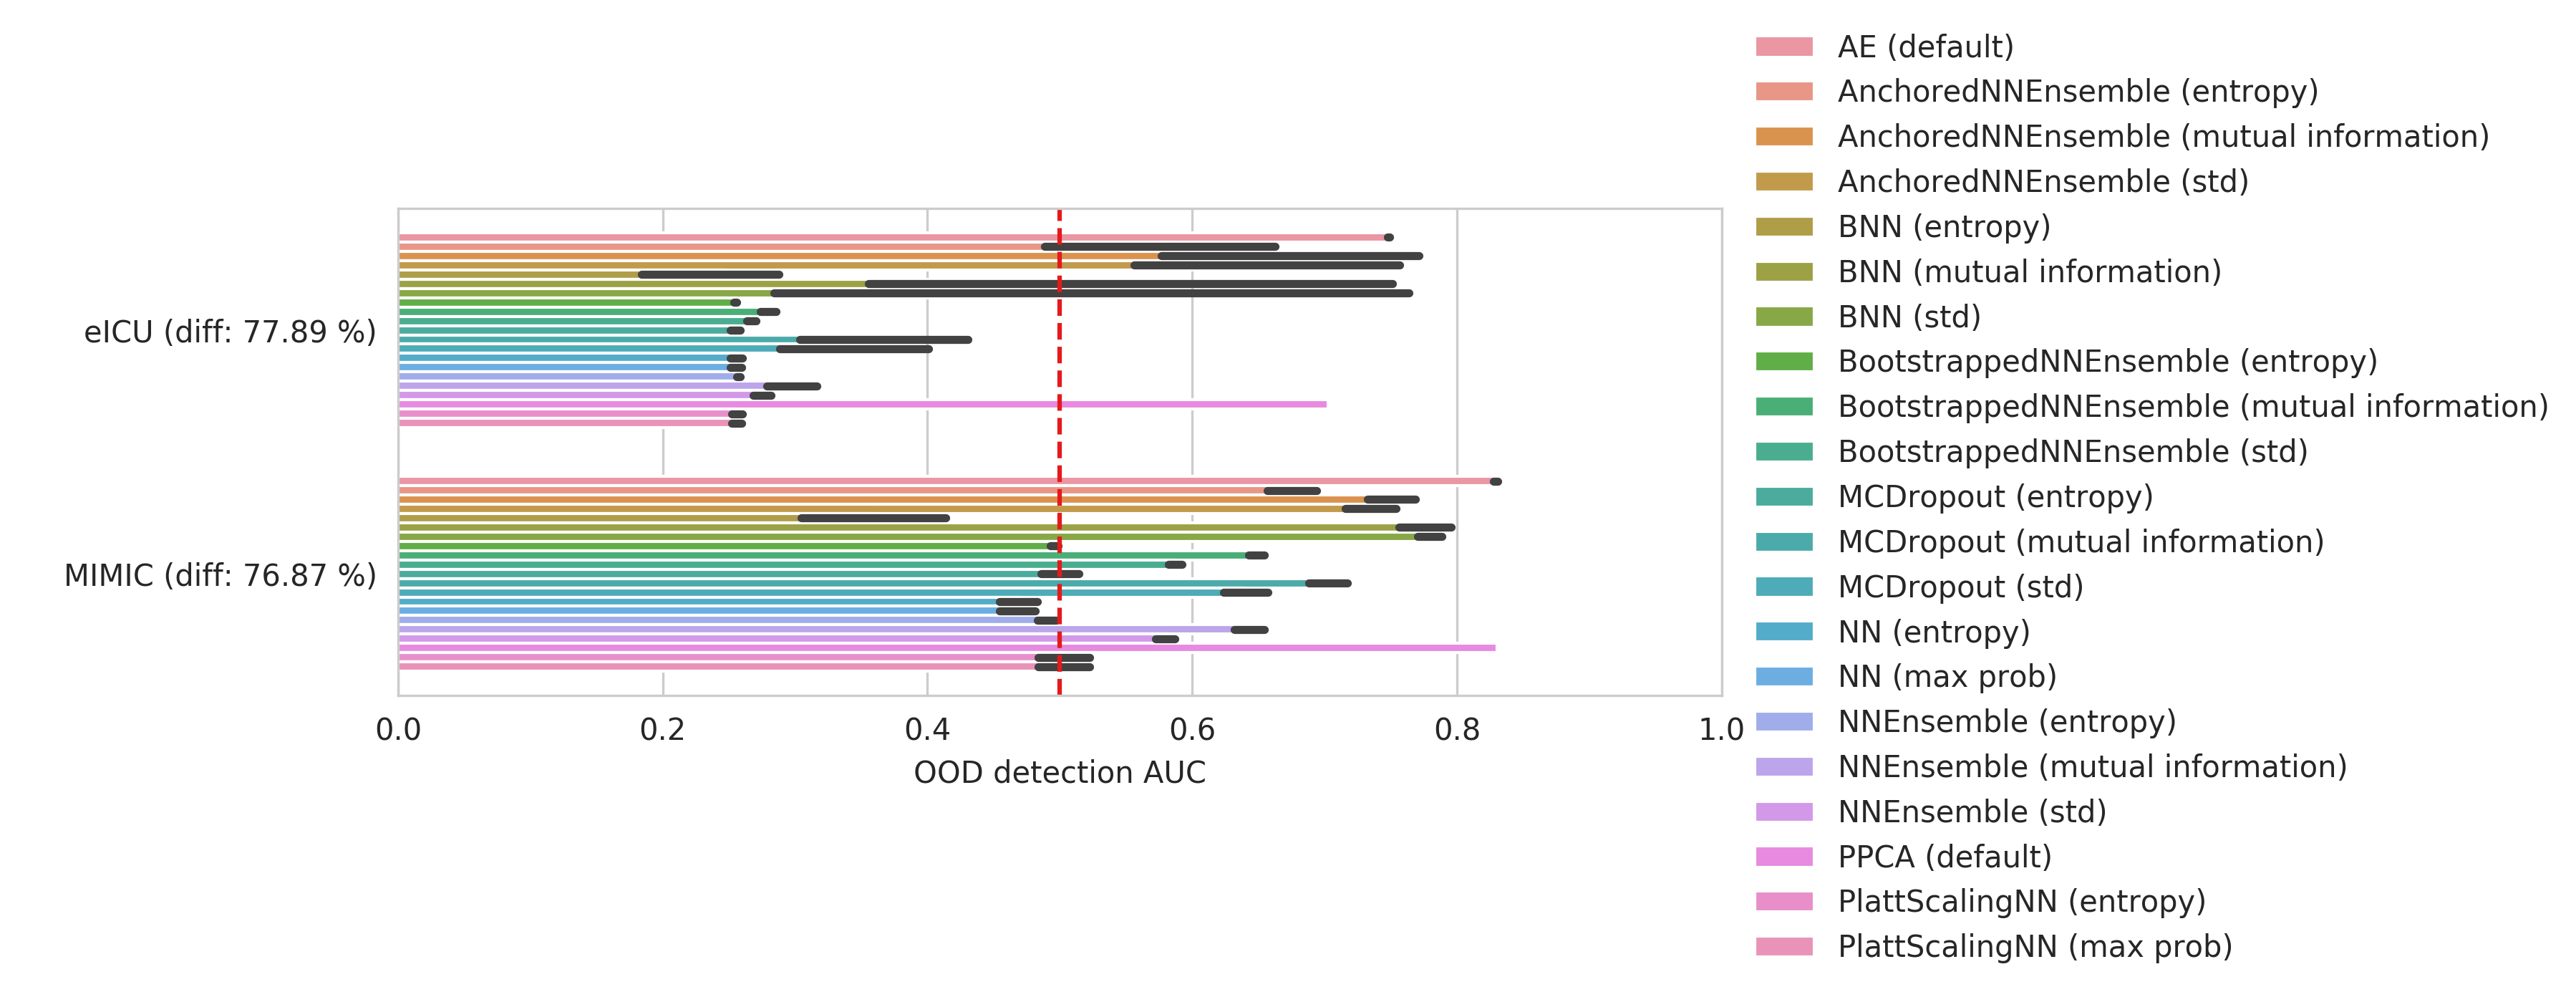 AE (default)
AnchoredNNEnsemble (entropy)
AnchoredNNEnsemble (mutual information)
AnchoredNNEnsemble (std)
BNN (entropy)
BNN (mutual information)
BNN (std)
BootstrappedNNEnsemble (entropy)
BootstrappedNNEnsemble (mutual information)
BootstrappedNNEnsemble (std)
MCDropout (entropy)
MCDropout (mutual information)
MCDropout (std)
NN (entropy)
NN (max prob)
NNEnsemble (entropy)
NNEnsemble (mutual information)
NNEnsemble (std)
PPCA (default)
PlattScalingNN (entropy)
PlattScalingNN (max prob)
eICU (diff: 77.89 %)
MIMIC (diff: 76.87 %)
0.0 0.2 0.4 0.6 0.8 1.0
OOD detection AUC